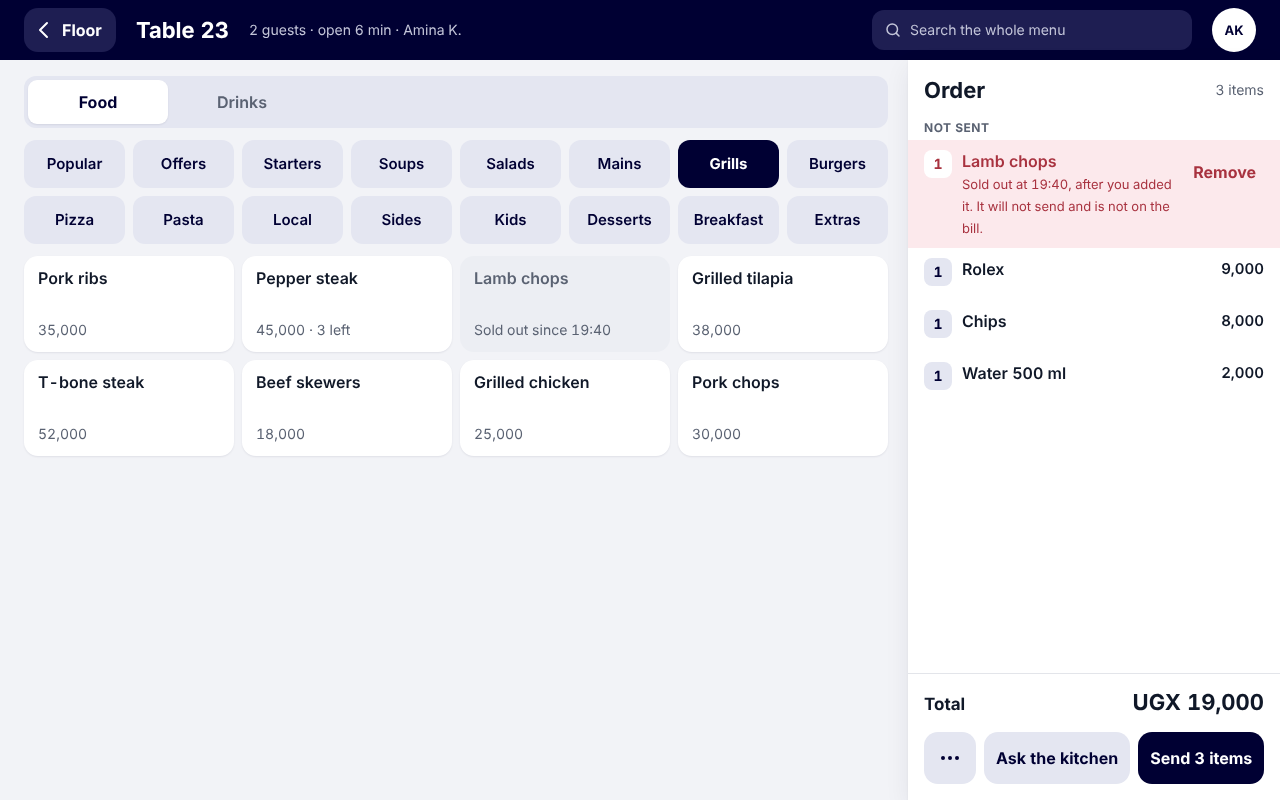 Floor
Table 23
2 guests · open 6 min · Amina K.
Search the whole menu
AK
Food
Drinks
Popular
Offers
Starters
Soups
Salads
Mains
Grills
Burgers
Pizza
Pasta
Local
Sides
Kids
Desserts
Breakfast
Extras
Pork ribs
35,000
Pepper steak
45,000 · 3 left
Lamb chops
Sold out since 19:40
Grilled tilapia
38,000
T-bone steak
52,000
Beef skewers
18,000
Grilled chicken
25,000
Pork chops
30,000
Order
3 items
NOT SENT
1
Lamb chops
Sold out at 19:40, after you added
it. It will not send and is not on the
bill.
Remove
1
Rolex
9,000
1
Chips
8,000
1
Water 500 ml
2,000
Total
UGX 19,000
Ask the kitchen
Send 3 items